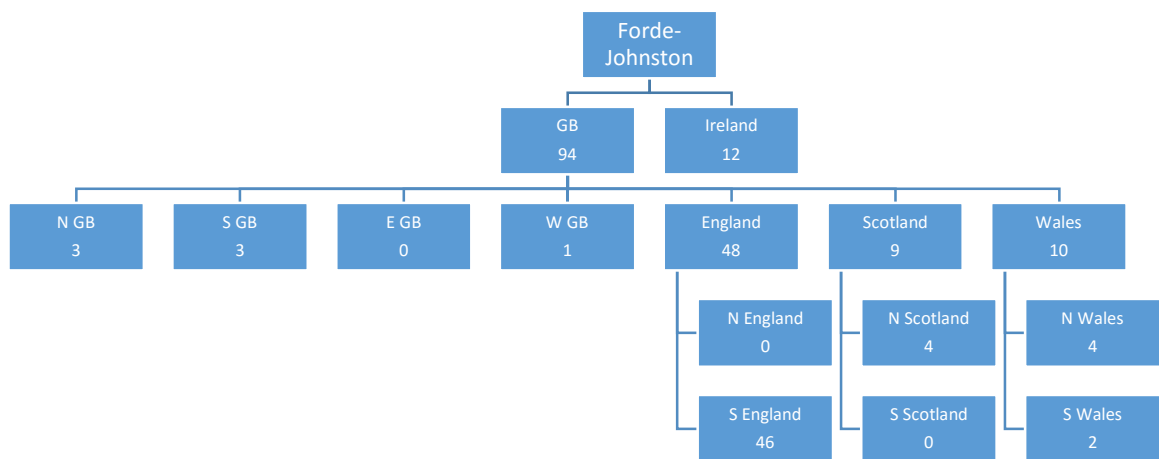 Forde-
Johnston
GB
94
Ireland
12
N GB
3
S GB
3
E GB
0
W GB
1
England
48
Scotland
9
Wales
10
N England
0
N Scotland
4
N Wales
4
S England
46
S Scotland
0
S Wales
2